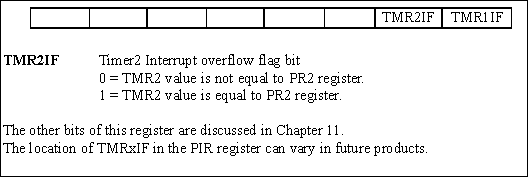 TMR2IF TMR1IF
TMR2IF Timer2 Interrupt overflow flag bit
0 = TMR2 value is not equal to PR2 register.
1 = TMR2 value is equal to PR2 register.
The other bits of this register are discussed in Chapter 11.
The location of TMRxIF in the PIR register can vary in future products.